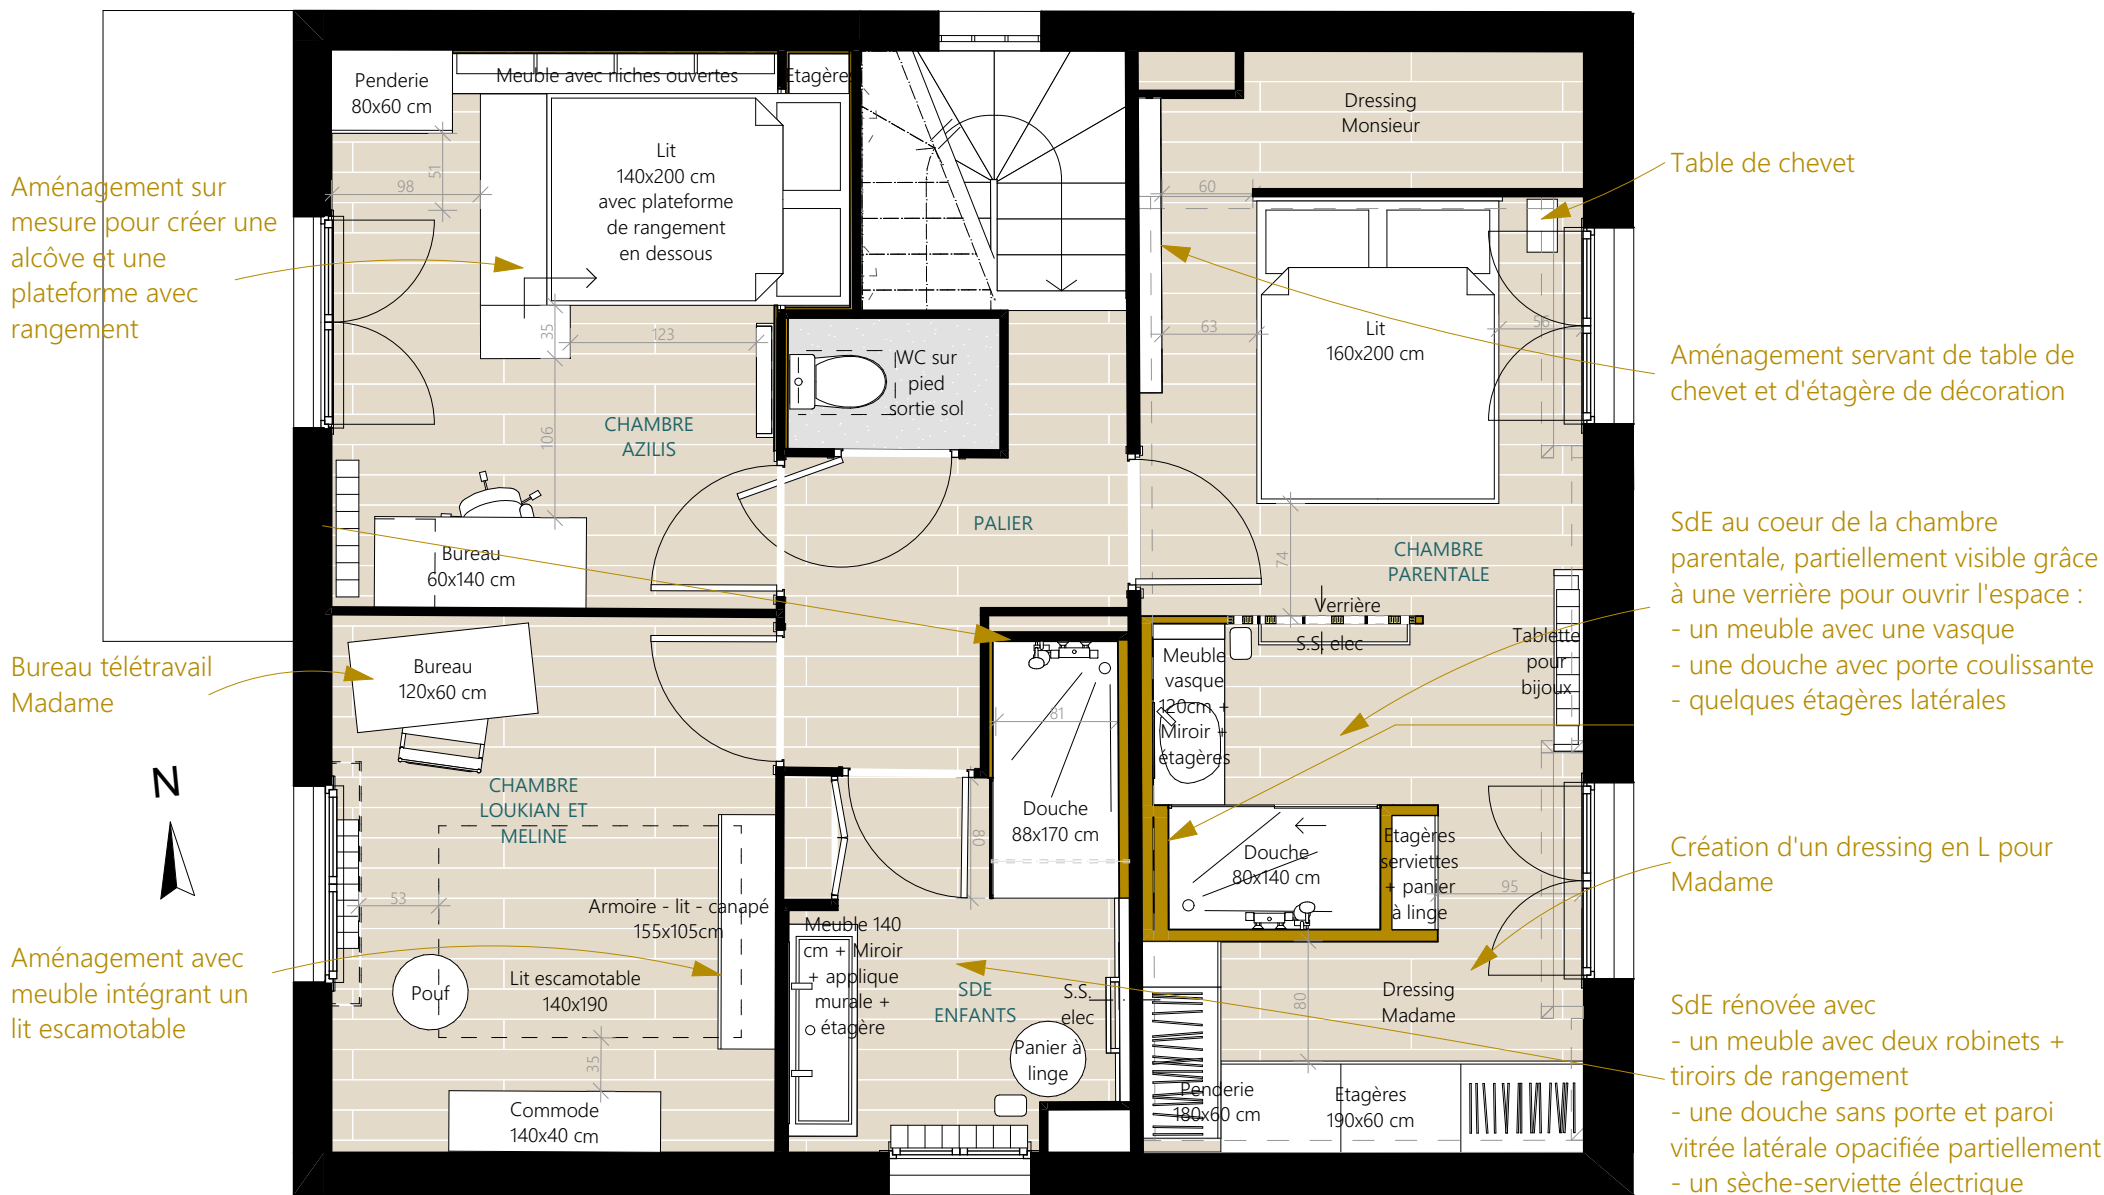 Penderie
80x60 cm
Meuble avec niches ouvertes
Etagère
Lit
140x200 cm
avec plateforme
de rangement
en dessous
98
51
35
123
106
CHAMBRE
AZILIS
Bureau
60x140 cm
WC sur
pied
sortie sol
PALIER
Dressing
Monsieur
60
63
56
74
Lit
160x200 cm
CHAMBRE
PARENTALE
Verrière
S.S. elec
Tablette
pour
bijoux
Meuble
vasque
120cm +
Miroir +
étagères
Douche
80x140 cm
Etagères
serviettes
+ panier
à linge
95
80
Dressing
Madame
Penderie
180x60 cm
Etagères
190x60 cm
Bureau
120x60 cm
CHAMBRE
LOUKIAN ET
MELINE
53
Armoire - lit - canapé
155x105cm
Pouf
Lit escamotable
140x190
35
Commode
140x40 cm
81
Douche
88x170 cm
80
Meuble 140
cm + Miroir
+ applique
murale +
étagère
SDE
ENFANTS
S.S.
elec
Panier à
linge
Aménagement sur
mesure pour créer une
alcôve et une
plateforme avec
rangement
Bureau télétravail
Madame
N
Aménagement avec
meuble intégrant un
lit escamotable
Table de chevet
Aménagement servant de table de
chevet et d'étagère de décoration
SdE au coeur de la chambre
parentale, partiellement visible grâce
à une verrière pour ouvrir l'espace :
- un meuble avec une vasque
- une douche avec porte coulissante
- quelques étagères latérales
Création d'un dressing en L pour
Madame
SdE rénovée avec
- un meuble avec deux robinets +
tiroirs de rangement
- une douche sans porte et paroi
vitrée latérale opacifiée partiellement
- un sèche-serviette électrique